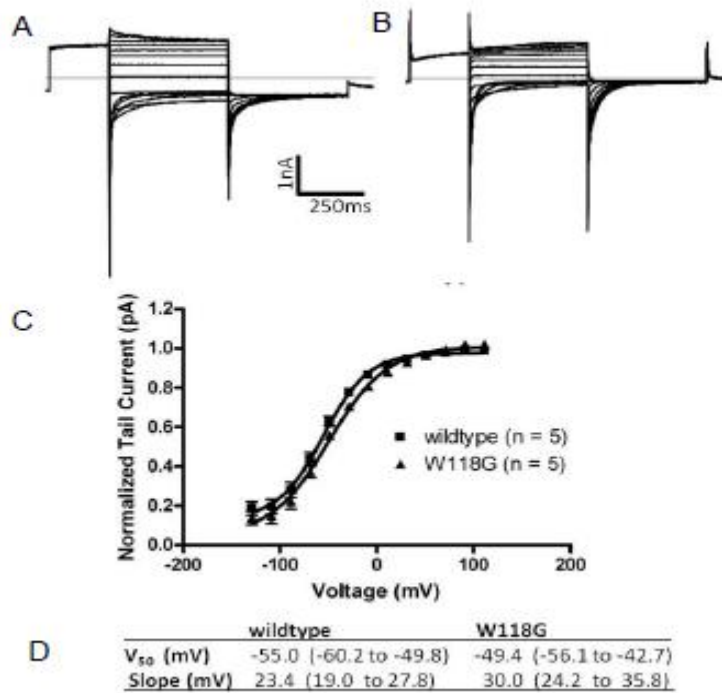 A
B
1nA
250ms
C
Normalized Tail Current (pA)
1.2
1.0
0.8
0.6
0.4
0.2
0.0
wildtype (n = 5)
W118G (n = 5)
-200
-100
0
100
200
Voltage (mV)
D
wildtype W118G
V50 (mV) -55.0 (-60.2 to -49.8) -49.4 (-56.1 to -42.7)
Slope (mV) 23.4 (19.0 to 27.8) 30.0 (24.2 to 35.8)